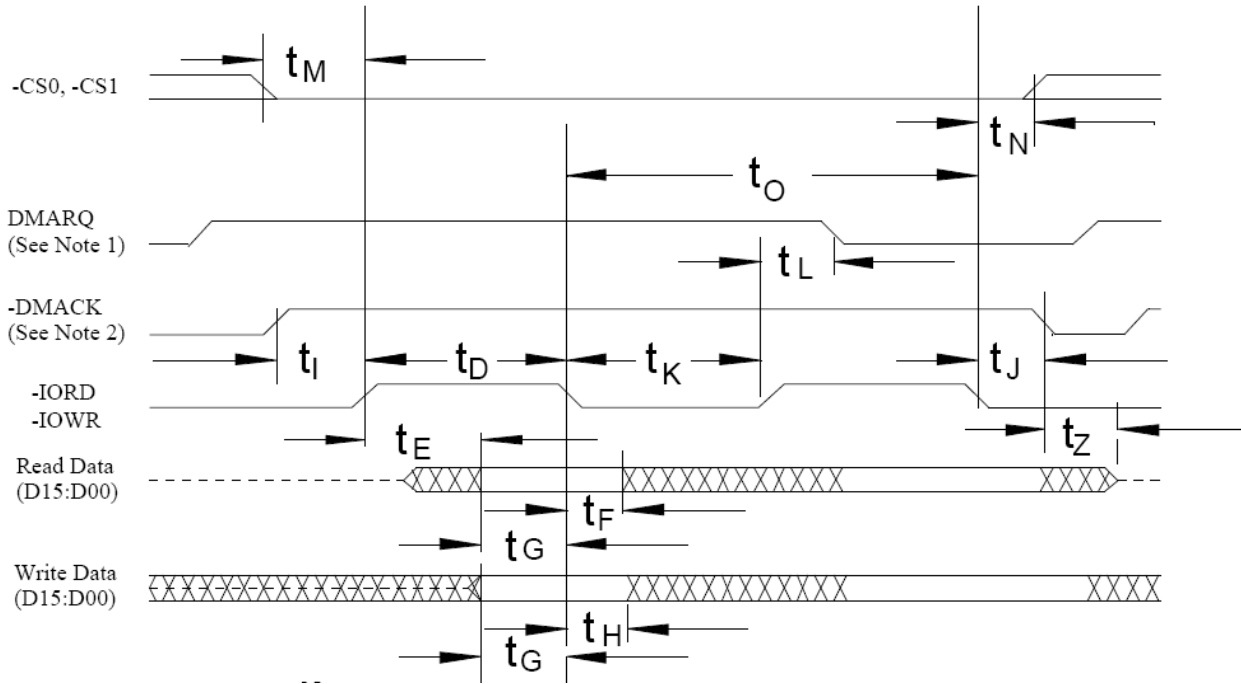 tM
-CS0, -CS1
tN
tO
DMARQ
(See Note 1)
tL
-DMACK
(See Note 2)
tI
tD
tK
tJ
-IORD
-IOWR
tE
tZ
Read Data
(D15:D00)
tF
tG
Write Data
(D15:D00)
tH
tG